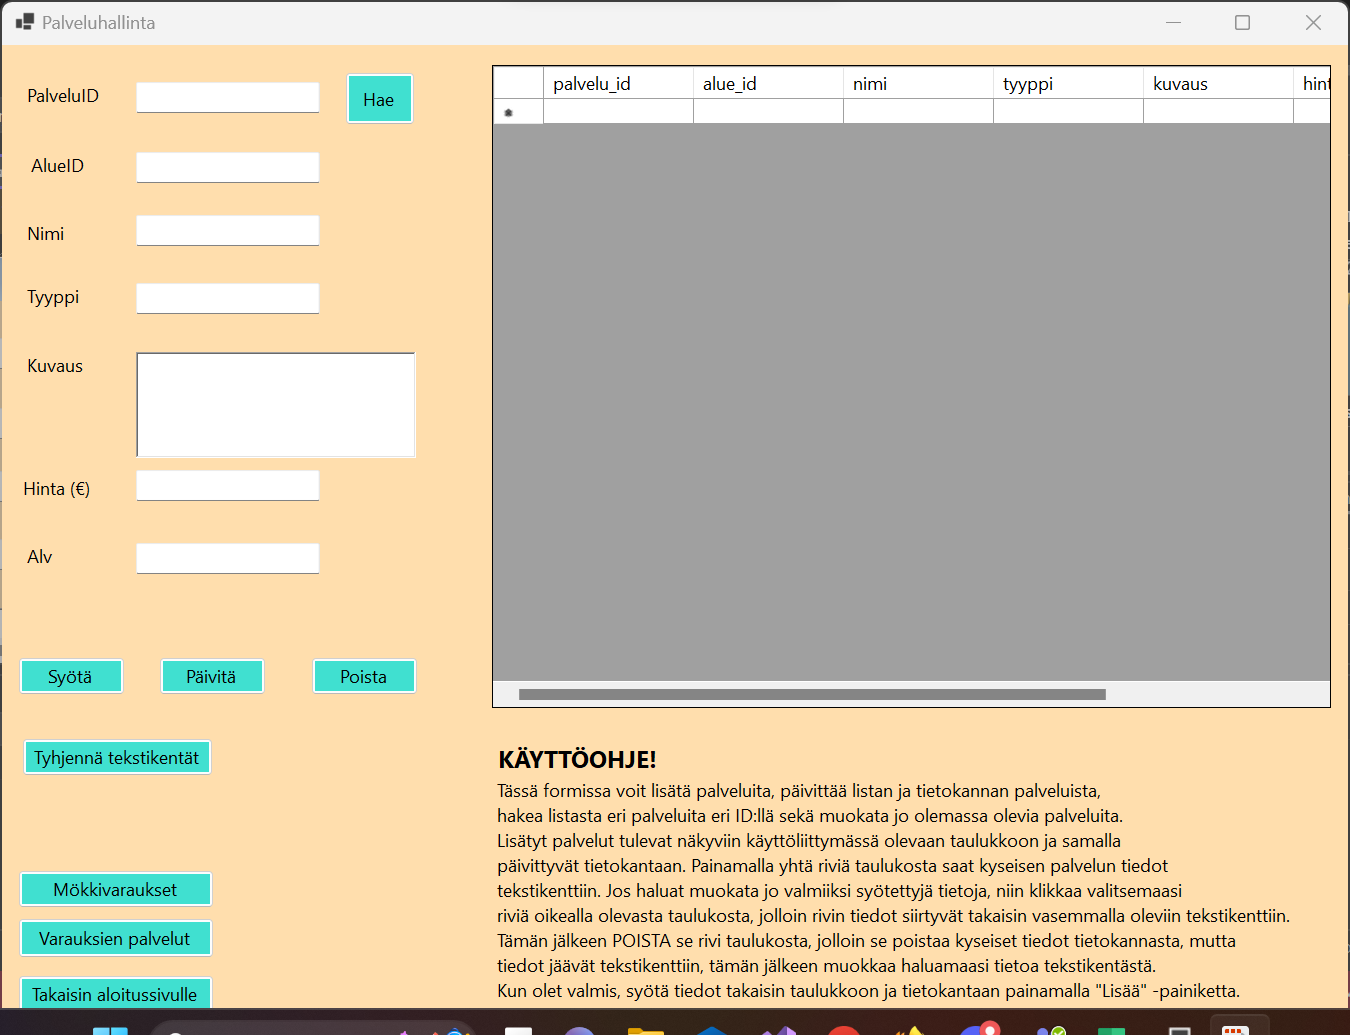 Palveluhallinta
PalveluID
Hae
AlueID
Nimi
Tyyppi
Kuvaus
Hinta (€)
Alv
Syötä
Päivitä
Poista
Tyhjennä tekstikentät
Mökkivaraukset
Varauksien palvelut
Takaisin aloitussivulle
palvelu_id alue_id nimi tyyppi kuvaus hint
KÄYTTÖOHJE!
Tässä formissa voit lisätä palveluita, päivittää listan ja tietokannan palveluista,
hakea listasta eri palveluita eri ID:llä sekä muokata jo olemassa olevia palveluita.
Lisätyt palvelut tulevat näkyviin käyttöliittymässä olevaan taulukkoon ja samalla
päivittyvät tietokantaan. Painamalla yhtä riviä taulukosta saat kyseisen palvelun tiedot
tekstikenttiin. Jos haluat muokata jo valmiiksi syötettyjä tietoja, niin klikkaa valitsemaasi
riviä oikealla olevasta taulukosta, jolloin rivin tiedot siirtyvät takaisin vasemmalla oleviin tekstikenttiin.
Tämän jälkeen POISTA se rivi taulukosta, jolloin se poistaa kyseiset tiedot tietokannasta, mutta
tiedot jäävät tekstikenttiin, tämän jälkeen muokkaa haluamaasi tietoa tekstikentästä.
Kun olet valmis, syötä tiedot takaisin taulukkoon ja tietokantaan painamalla "Lisää" -painiketta.